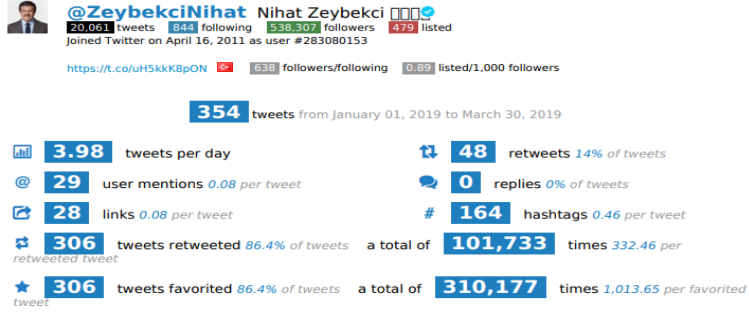 @ZeybekciNihat Nihat Zeybekci
20,061 tweets 844 following 538,307 followers 479 listed
Joined Twitter on April 16, 2011 as user #283080153
https://t.co/uH5kkK8pON 638 followers/following 0.89 listed/1,000 followers
354 tweets from January 01, 2019 to March 30, 2019
3.98 tweets per day
48 retweets 14% of tweets
@ 29 user mentions 0.08 per tweet
0 replies 0% of tweets
28 links 0.08 per tweet
# 164 hashtags 0.46 per tweet
306 tweets retweeted 86.4% of tweets a total of 101,733 times 332.46 per
retweeted tweet
306 tweets favorited 86.4% of tweets a total of 310,177 times 1,013.65 per favorited
tweet